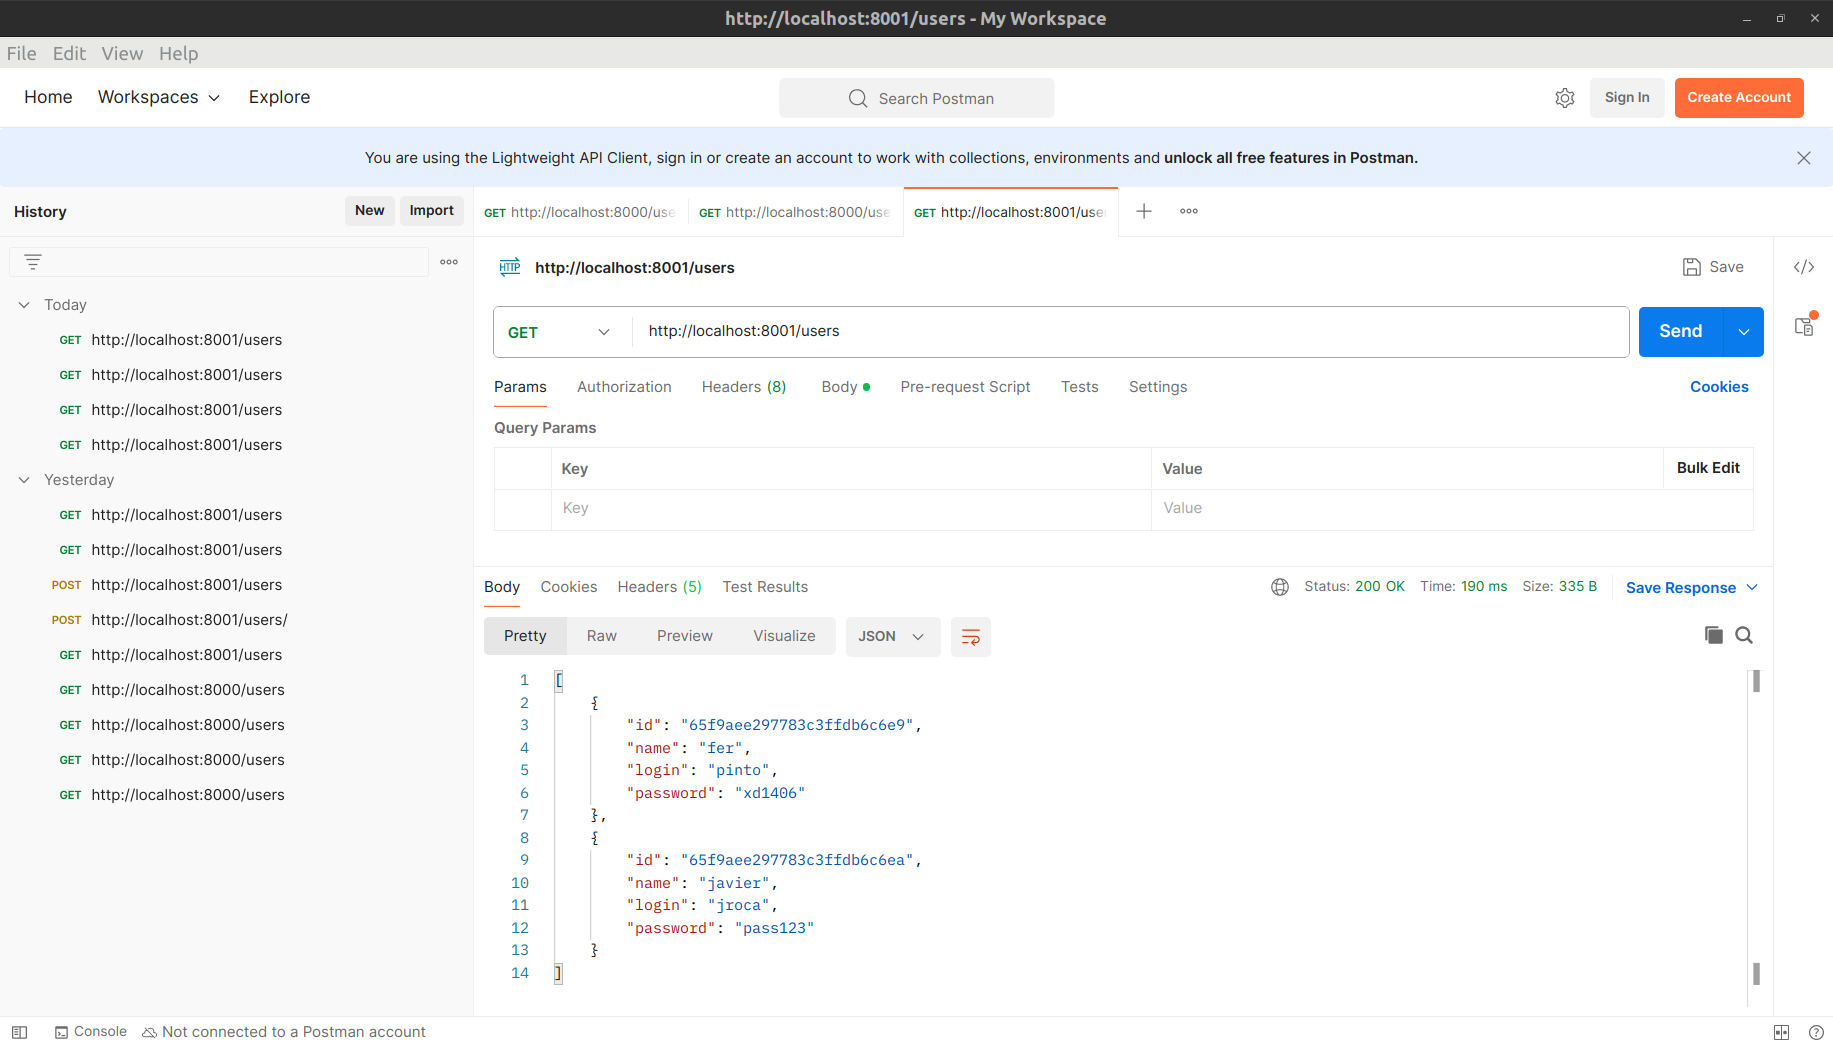 http://localhost:8001/users - My Workspace
File Edit View Help
Home Workspaces Explore Search Postman Sign In Create Account
You are using the Lightweight API Client, sign in or create an account to work with collections, environments and unlock all free features in Postman.
History New Import
GET http://localhost:8000/use GET http://localhost:8000/use GET http://localhost:8001/use
Today
GET http://localhost:8001/users
GET http://localhost:8001/users
GET http://localhost:8001/users
GET http://localhost:8001/users
Yesterday
GET http://localhost:8001/users
GET http://localhost:8001/users
POST http://localhost:8001/users
POST http://localhost:8001/users/
GET http://localhost:8001/users
GET http://localhost:8000/users
GET http://localhost:8000/users
GET http://localhost:8000/users
GET http://localhost:8000/users
HTTP http://localhost:8001/users Save
GET http://localhost:8001/users Send
Params Authorization Headers (8) Body Pre-request Script Tests Settings Cookies
Query Params
Key Value Bulk Edit
Key Value
Body Cookies Headers (5) Test Results Status: 200 OK Time: 190 ms Size: 335 B Save Response
Pretty Raw Preview Visualize JSON
1 [
2 {
3 "id": "65f9aee297783c3ffdb6c6e9",
4 "name": "fer",
5 "login": "pinto",
6 "password": "xd1406"
7 },
8 {
9 "id": "65f9aee297783c3ffdb6c6ea",
10 "name": "javier",
11 "login": "jroca",
12 "password": "pass123"
13 }
14 ]
Console Not connected to a Postman account